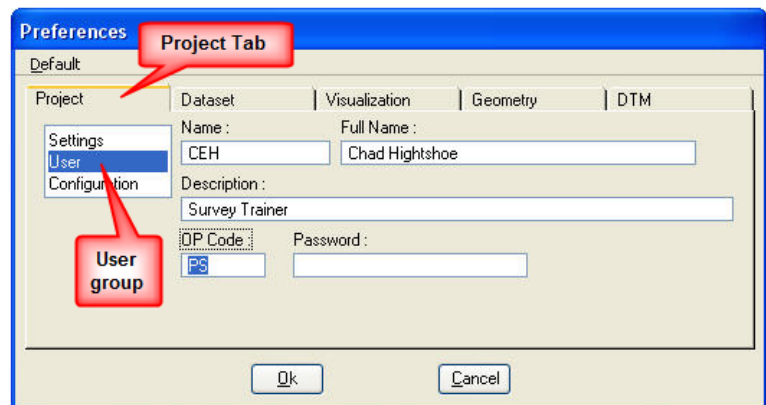 Preferences
Project Tab
Default
Project Dataset Visualization Geometry DTM
Settings
User
Configuration
Name : Full Name :
CEH Chad Hightshoe
Description :
Survey Trainer
OP Code : Password :
PS
User
group
Ok Cancel